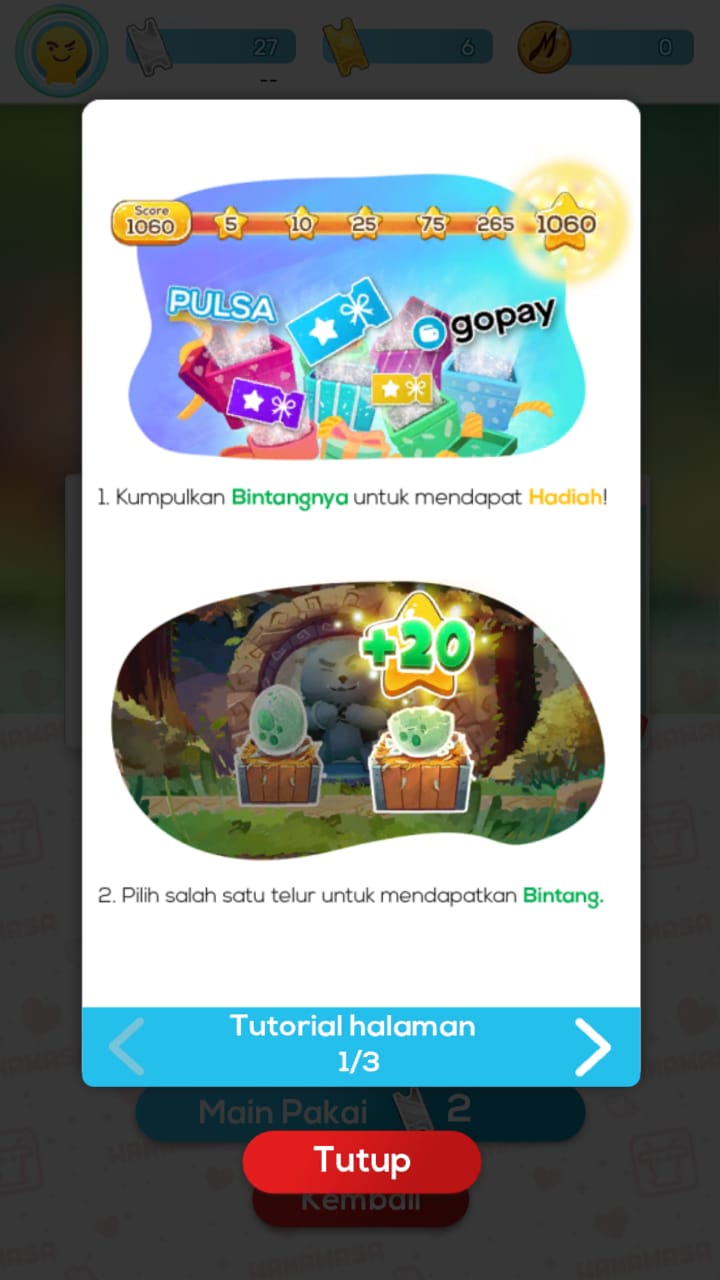 27
6
0
--
Score
1060
5
10
25
75
265
1060
PULSA
gopay
1. Kumpulkan Bintangnya untuk mendapat Hadiah!
+20
2. Pilih salah satu telur untuk mendapatkan Bintang.
Tutorial halaman
1/3
Main Pakai 2
Tutup
Kembali